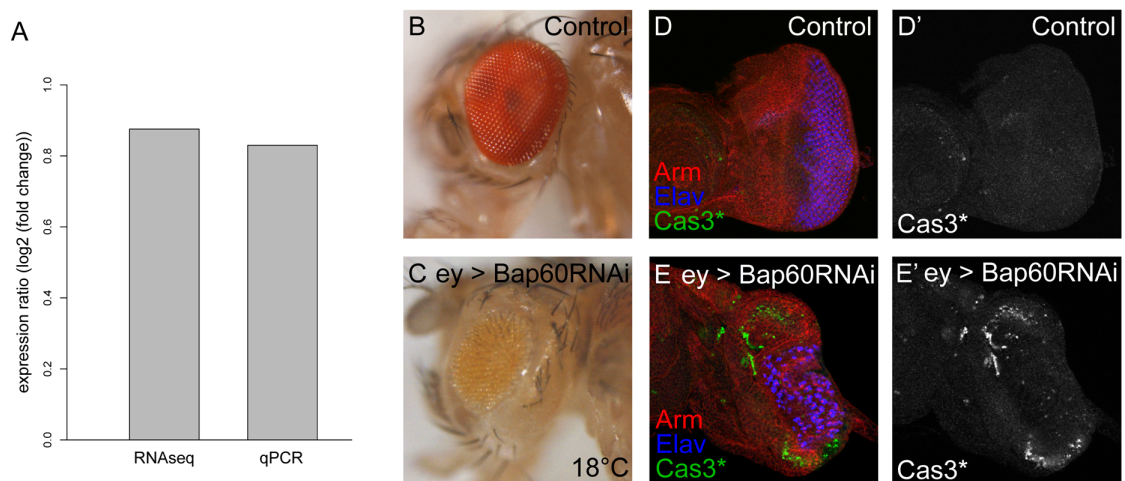 A
expression ratio (log2 (fold change))
0.0
0.2
0.4
0.6
0.8
1.0
RNAseq
qPCR
B
Control
C ey > Bap60RNAi
18°C
D
Control
Arm
Elav
Cas3*
D’
Control
Cas3*
E ey > Bap60RNAi
Arm
Elav
Cas3*
E’ ey > Bap60RNAi
Cas3*